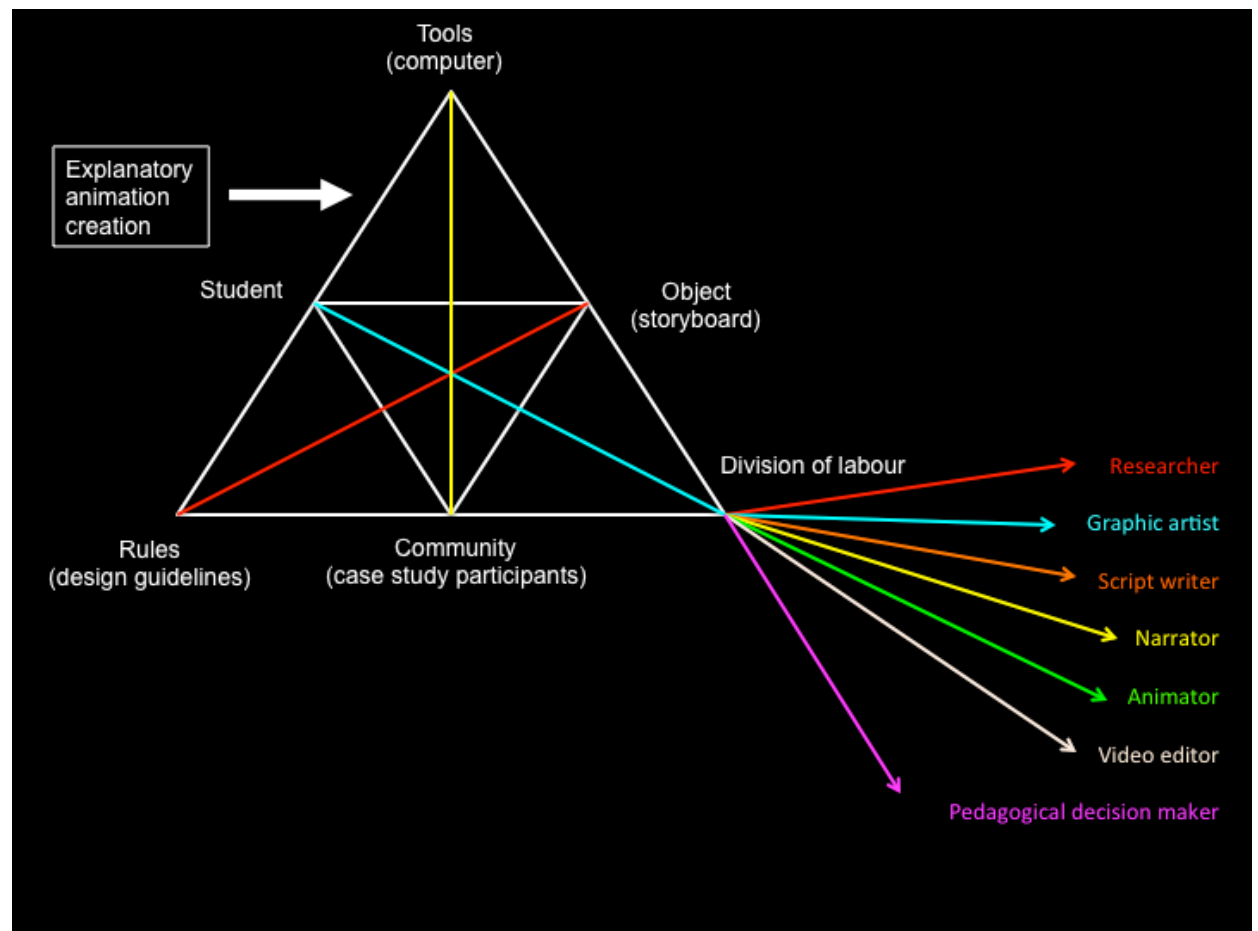 Tools
(computer)
Explanatory
animation
creation
Student
Object
(storyboard)
Division of labour
Rules
(design guidelines)
Community
(case study participants)
Researcher
Graphic artist
Script writer
Narrator
Animator
Video editor
Pedagogical decision maker